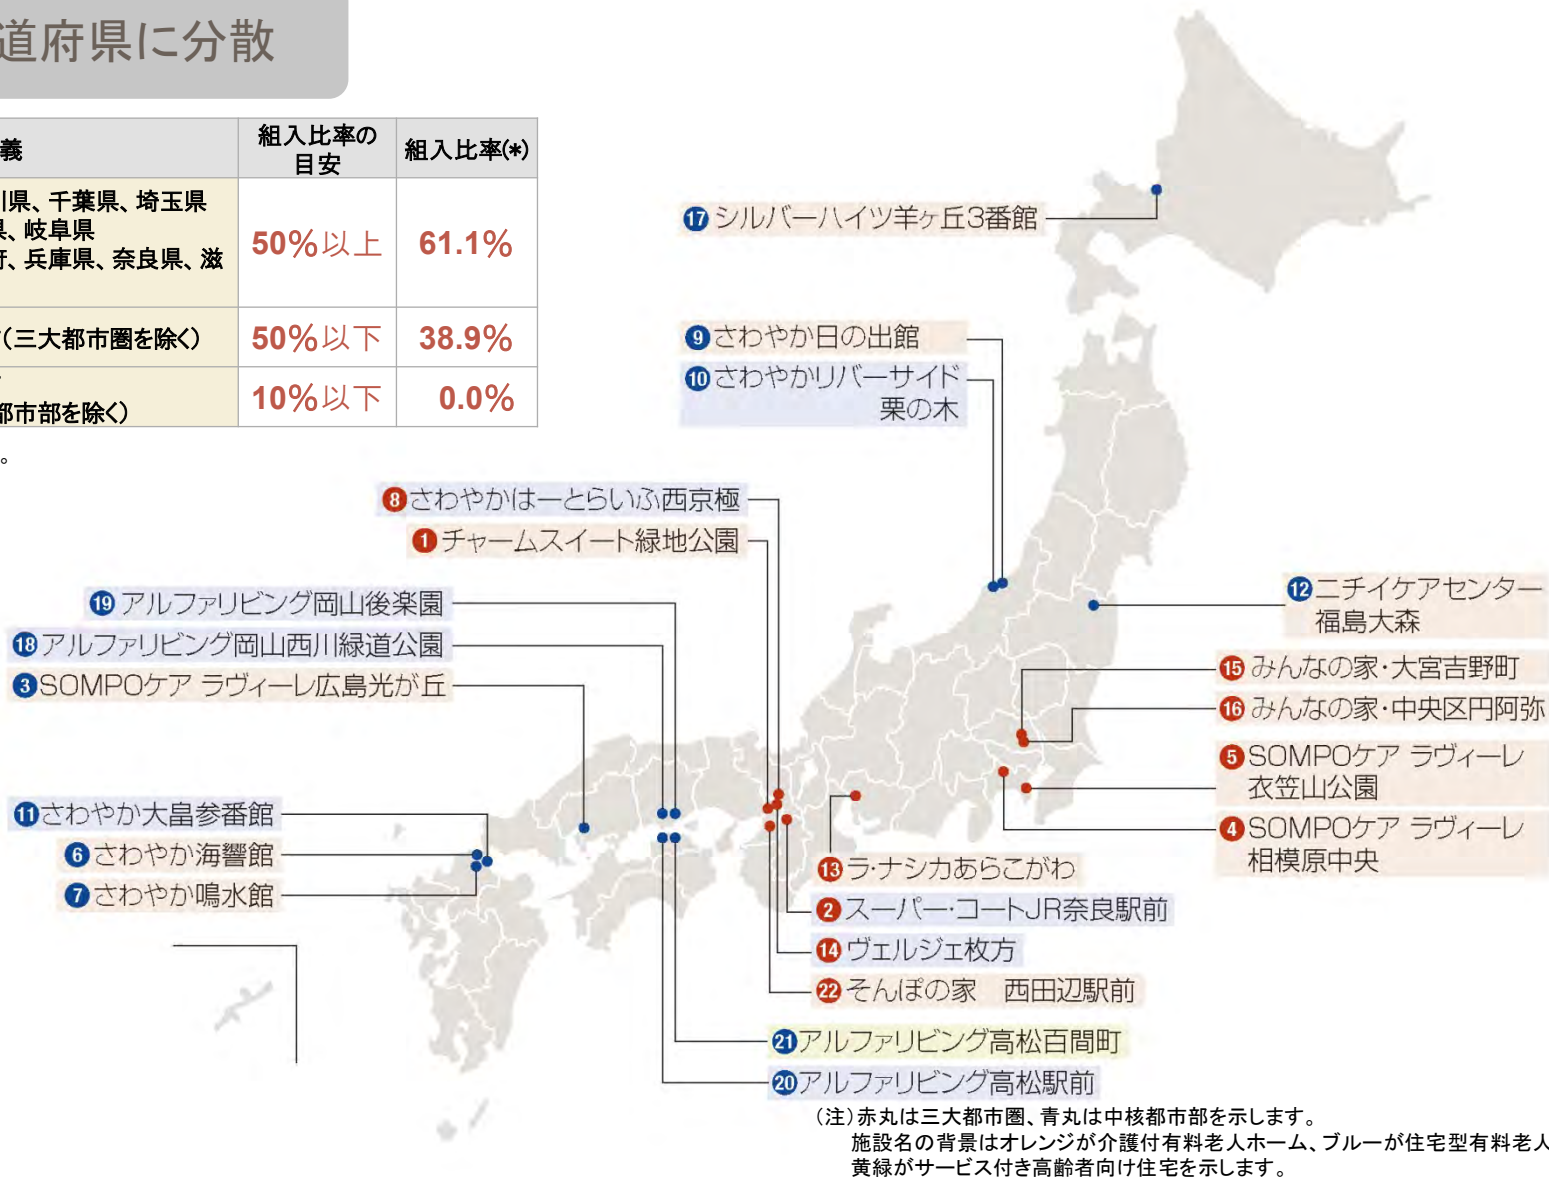 道府県に分散
義
組入比率の
目安
組入比率(*)
川県、千葉県、埼玉県
県、岐阜県
府、兵庫県、奈良県、滋
50%以上
61.1%
(三大都市圏を除く)
50%以下
38.9%
都市部を除く)
10%以下
0.0%
。
⑰シルバーハイツ羊ヶ丘3番館
⑨さわやか日の出館
⑩さわやかリバーサイド
栗の木
⑧さわやかはーとらいふ西京極
①チャームスイート緑地公園
⑲アルファリビング岡山後楽園
⑱アルファリビング岡山西川緑道公園
③SOMPOケア ラヴィーレ広島光が丘
⑪さわやか大畠参番館
⑥さわやか海響館
⑦さわやか鳴水館
⑫ニチイケアセンター
福島大森
⑮みんなの家・大宮吉野町
⑯みんなの家・中央区円阿弥
⑤SOMPOケア ラヴィーレ
衣笠山公園
④SOMPOケア ラヴィーレ
相模原中央
⑬ラ・ナシカあらこがわ
②スーパー・コートJR奈良駅前
⑭ヴェルジェ枚方
㉒そんぽの家 西田辺駅前
㉑アルファリビング高松百間町
⑳アルファリビング高松駅前
(注)赤丸は三大都市圏、青丸は中核都市部を示します。
施設名の背景はオレンジが介護付有料老人ホーム、ブルーが住宅型有料老人
黄緑がサービス付き高齢者向け住宅を示します。